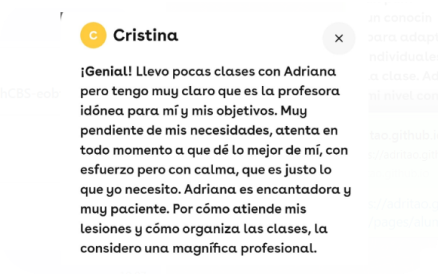 C Cristina
¡Genial! Llevo pocas clases con Adriana
pero tengo muy claro que es la profesora
idónea para mí y mis objetivos. Muy
pendiente de mis necesidades, atenta en
todo momento a que dé lo mejor de mí, con
esfuerzo pero con calma, que es justo lo
que yo necesito. Adriana es encantadora y
muy paciente. Por cómo atiende mis
lesiones y cómo organiza las clases, la
considero una magnífica profesional.